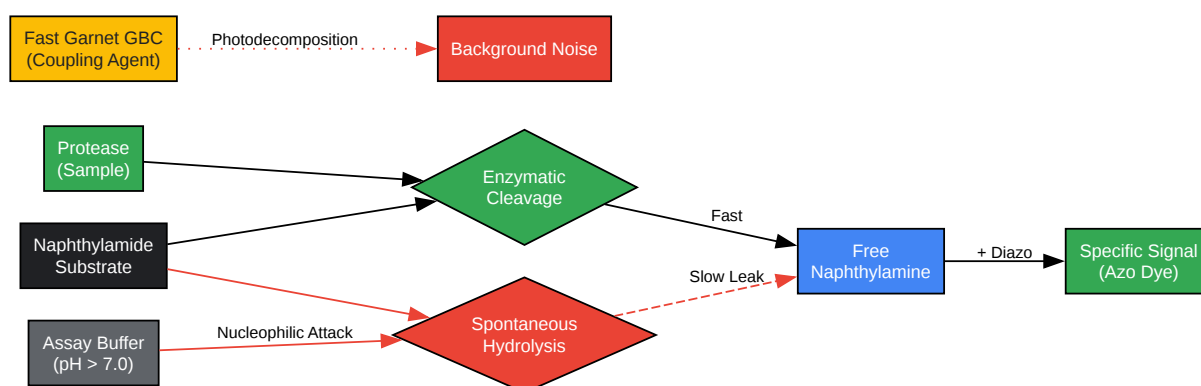 Fast Garnet GBC
(Coupling Agent)
Photodecomposition
Background Noise
Protease
(Sample)
Enzymatic
Cleavage
Naphthylamide
Substrate
Fast
Free
Naphthylamine
+ Diazo
Specific Signal
(Azo Dye)
Slow Leak
Assay Buffer
(pH > 7.0)
Nucleophilic Attack
Spontaneous
Hydrolysis